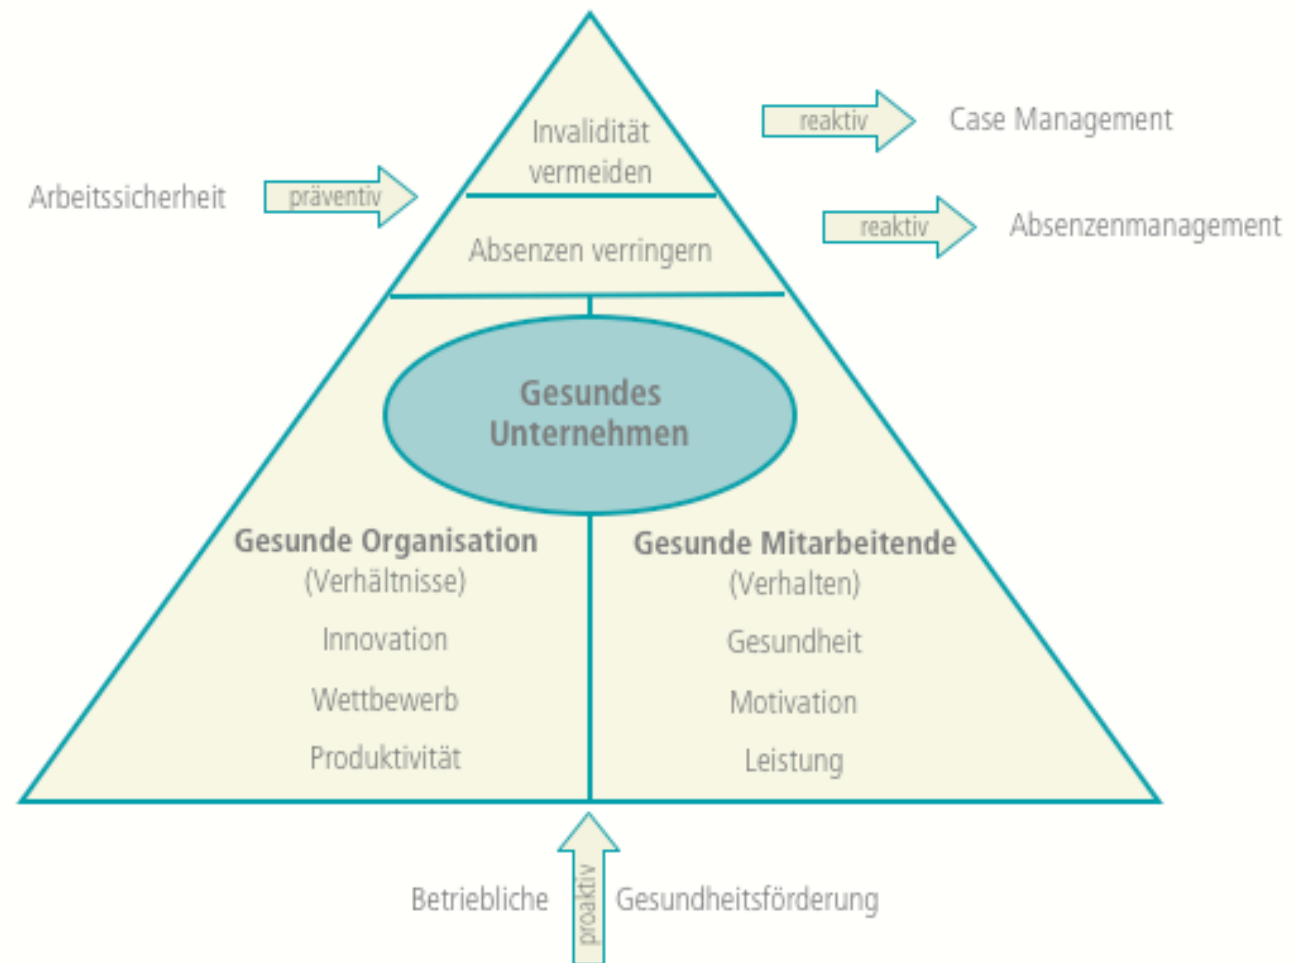 Invalidität
vermeiden
reaktiv
Case Management
Arbeitssicherheit
präventiv
reaktiv
Absenzenmanagement
Absenzen verringern
Gesundes
Unternehmen
Gesunde Organisation
(Verhältnisse)
Innovation
Wettbewerb
Produktivität
Gesunde Mitarbeitende
(Verhalten)
Gesundheit
Motivation
Leistung
Betriebliche
proaktiv
Gesundheitsförderung